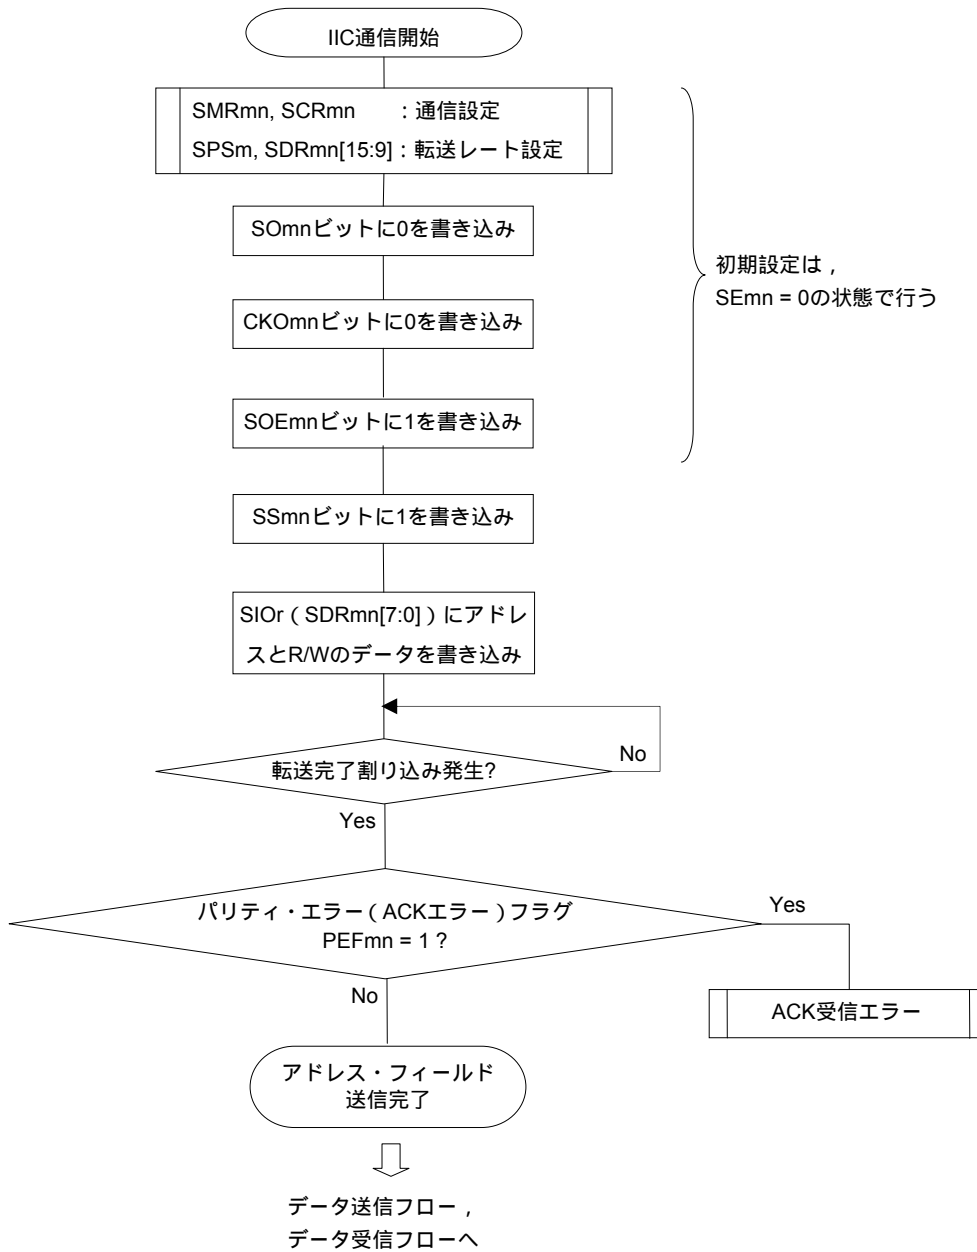 IIC通信開始
SMRmn, SCRmn ：通信設定
SPSm, SDRmn[15:9]：転送レート設定
SOmnビットに0を書き込み
初期設定は，
SEmn = 0の状態で行う
CKOmnビットに0を書き込み
SOEmnビットに1を書き込み
SSmnビットに1を書き込み
SIOr（SDRmn[7:0]）にアドレ
スとR/Wのデータを書き込み
転送完了割り込み発生?
No
Yes
パリティ・エラー（ACKエラー）フラグ
PEFmn = 1？
Yes
No
ACK受信エラー
アドレス・フィールド
送信完了
データ送信フロー，
データ受信フローへ